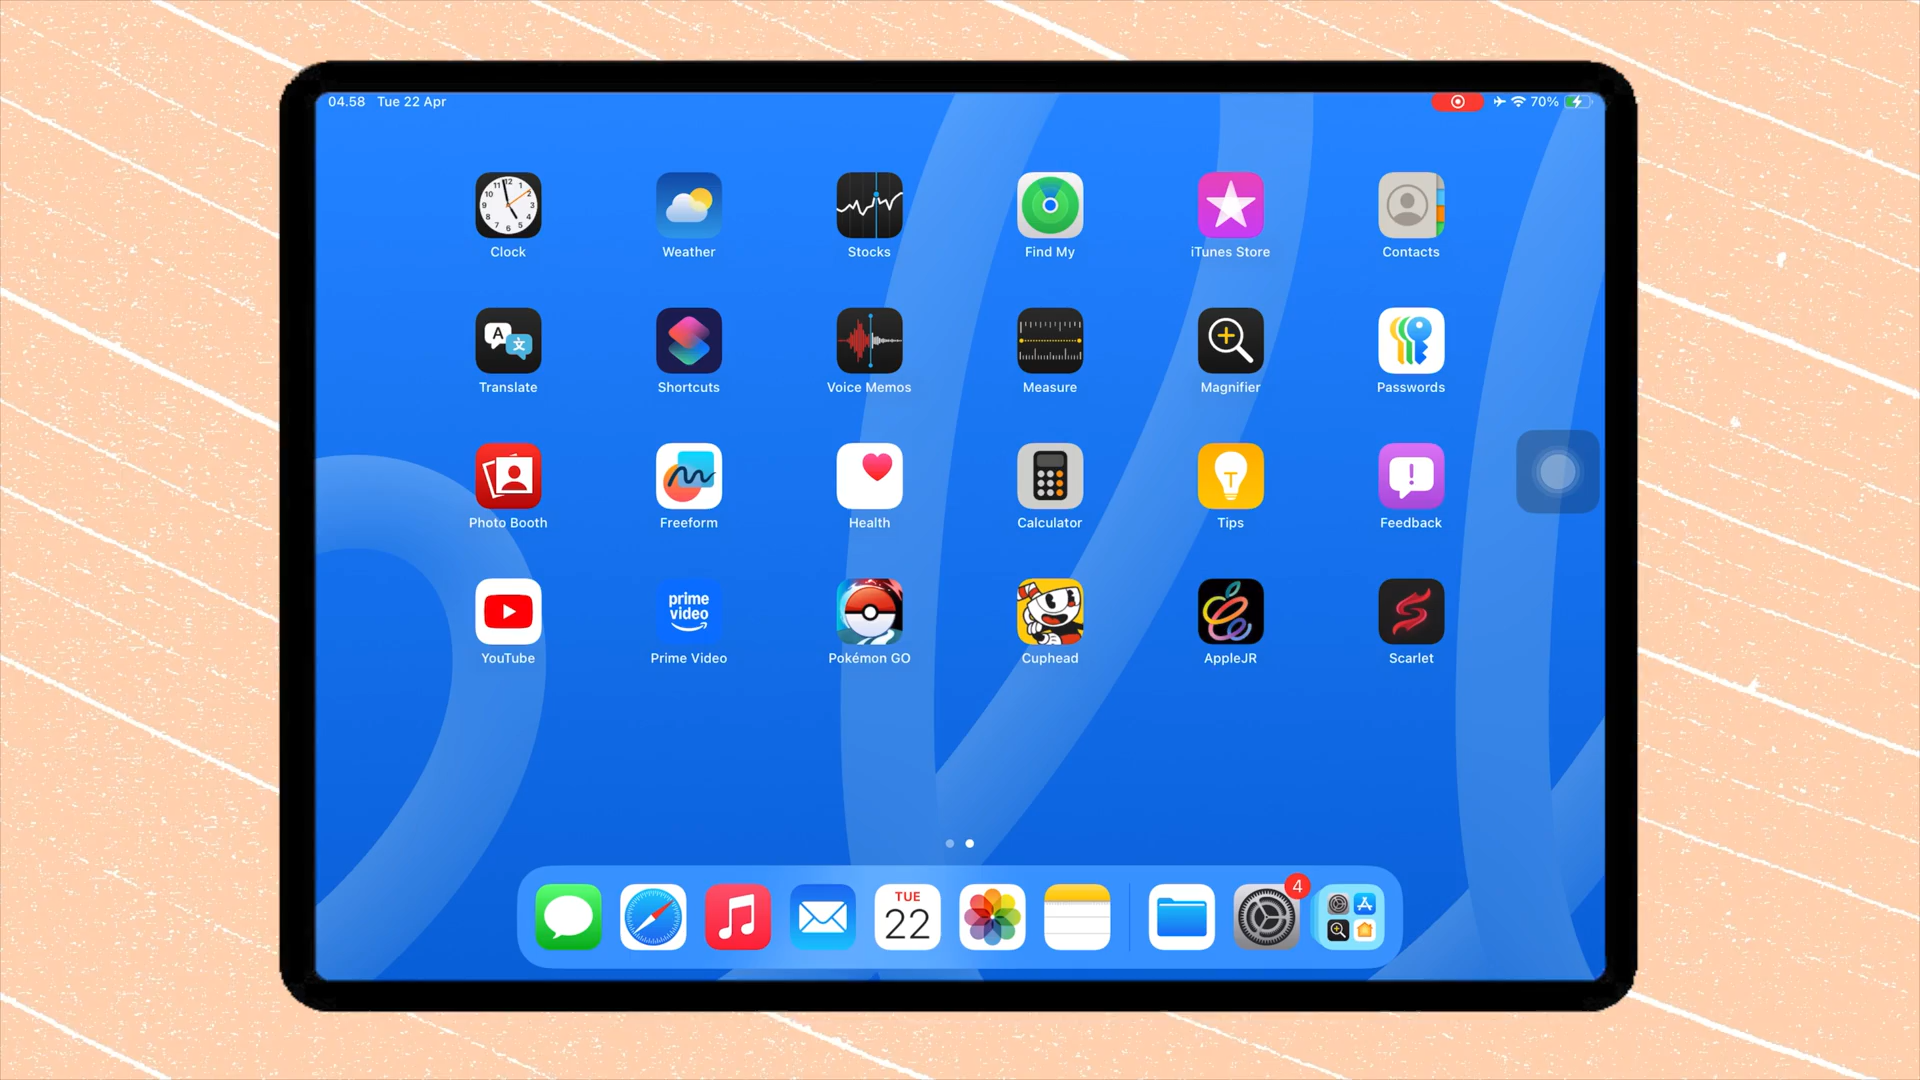 04.58 Tue 22 Apr
70%
Clock
Weather
Stocks
Find My
iTunes Store
Contacts
Translate
Shortcuts
Voice Memos
Measure
Magnifier
Passwords
Photo Booth
Freeform
Health
Calculator
Tips
Feedback
prime
video
YouTube
Prime Video
Pokémon GO
Cuphead
AppleJR
Scarlet
TUE
22
4